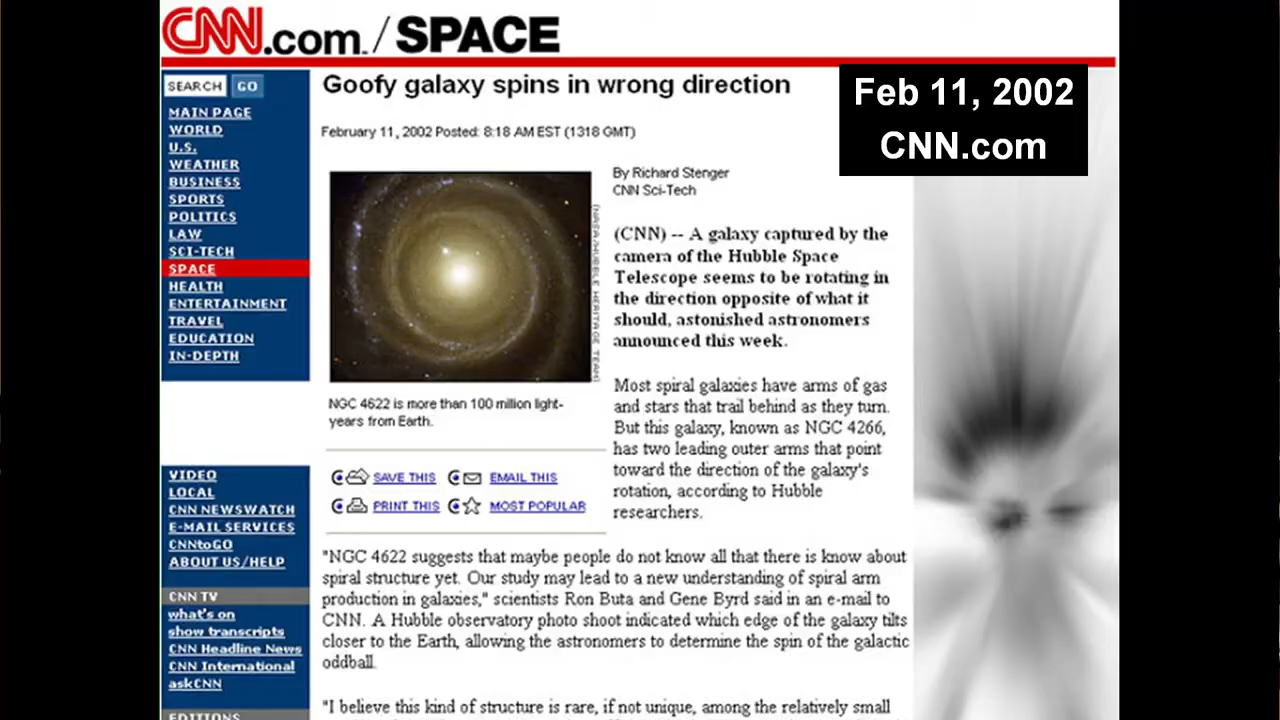 CNN.com / SPACE
SEARCH GO
MAIN PAGE
WORLD
U.S.
WEATHER
BUSINESS
SPORTS
POLITICS
LAW
SCI-TECH
SPACE
HEALTH
ENTERTAINMENT
TRAVEL
EDUCATION
IN-DEPTH
VIDEO
LOCAL
CNN NEWSWATCH
E-MAIL SERVICES
CNNtoGO
ABOUT US/HELP
CNN TV
what's on
show transcripts
CNN Headline News
CNN International
askCNN
EDITIONS
Goofy galaxy spins in wrong direction
February 11, 2002 Posted: 8:18 AM EST (1318 GMT)
Feb 11, 2002
CNN.com
(NASA/HUBBLE HERITAGE TEAM)
NGC 4622 is more than 100 million light-
years from Earth.
SAVE THIS EMAIL THIS
PRINT THIS MOST POPULAR
By Richard Stenger
CNN Sci-Tech
(CNN) -- A galaxy captured by the
camera of the Hubble Space
Telescope seems to be rotating in
the direction opposite of what it
should, astonished astronomers
announced this week.
Most spiral galaxies have arms of gas
and stars that trail behind as they turn.
But this galaxy, known as NGC 4266,
has two leading outer arms that point
toward the direction of the galaxy's
rotation, according to Hubble
researchers.
"NGC 4622 suggests that maybe people do not know all that there is know about
spiral structure yet. Our study may lead to a new understanding of spiral arm
production in galaxies," scientists Ron Buta and Gene Byrd said in an e-mail to
CNN. A Hubble observatory photo shoot indicated which edge of the galaxy tilts
closer to the Earth, allowing the astronomers to determine the spin of the galactic
oddball.
"I believe this kind of structure is rare, if not unique, among the relatively small